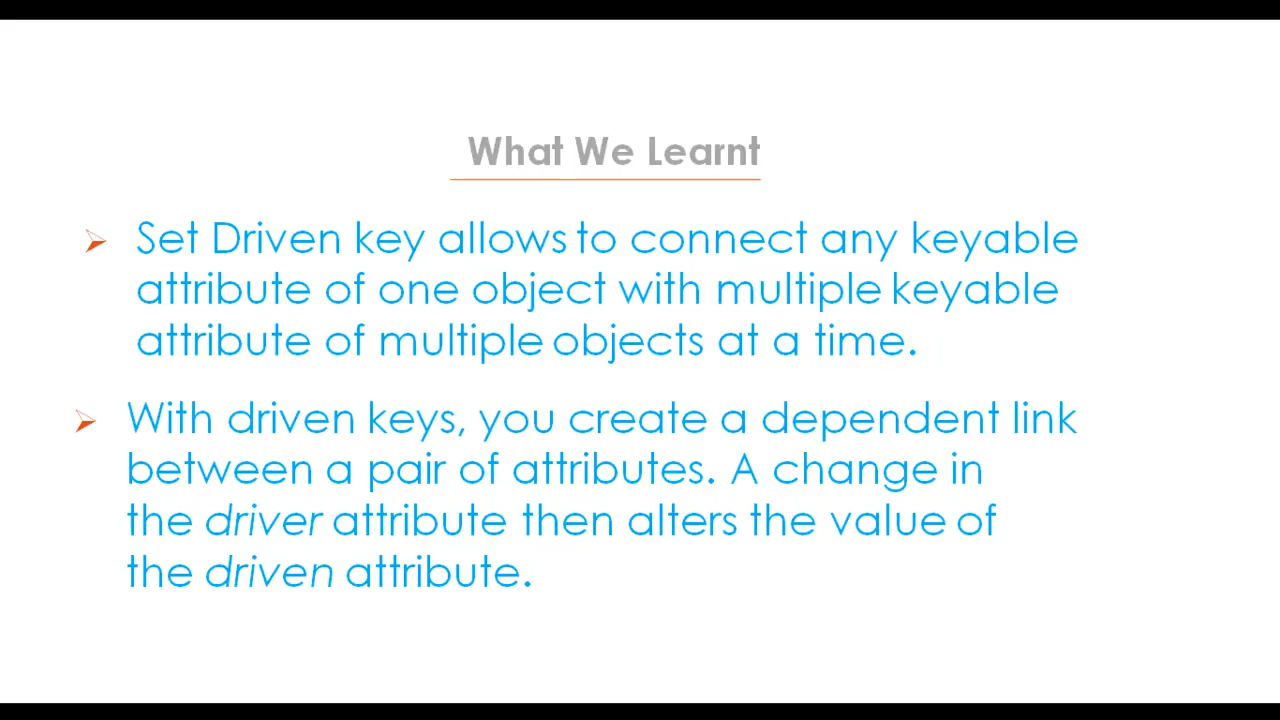 What We Learnt
Set Driven key allows to connect any keyable
attribute of one object with multiple keyable
attribute of multiple objects at a time.
With driven keys, you create a dependent link
between a pair of attributes. A change in
the driver attribute then alters the value of
the driven attribute.